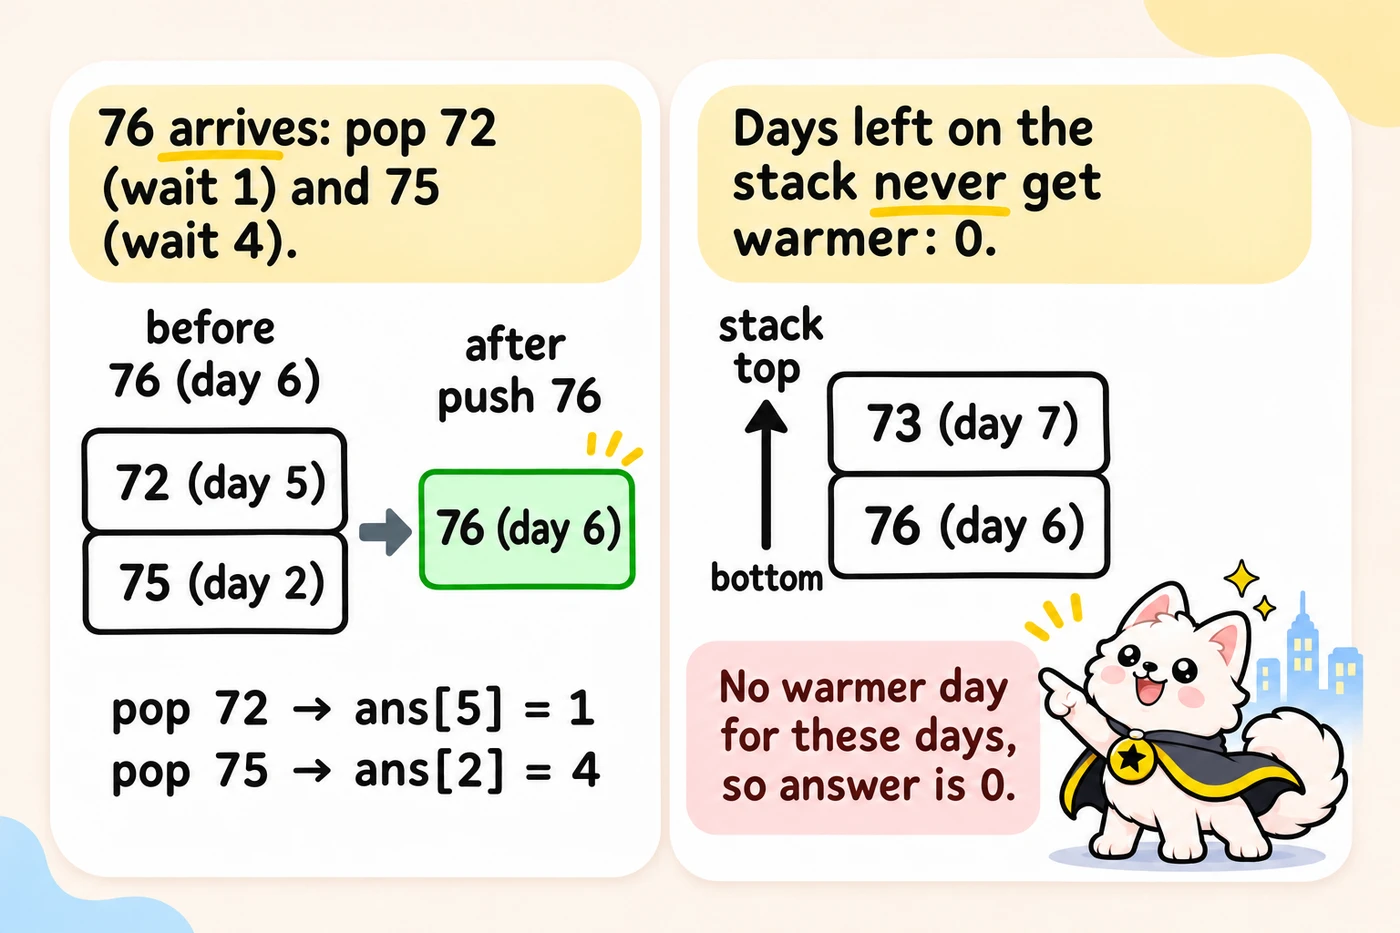 76 arrives: pop 72
(wait 1) and 75
(wait 4).
before
76 (day 6)
after
push 76
72 (day 5)
75 (day 2)
76 (day 6)
pop 72 → ans[5] = 1
pop 75 → ans[2] = 4
Days left on the
stack never get
warmer: 0.
stack
top
bottom
73 (day 7)
76 (day 6)
No warmer day
for these days,
so answer is 0.